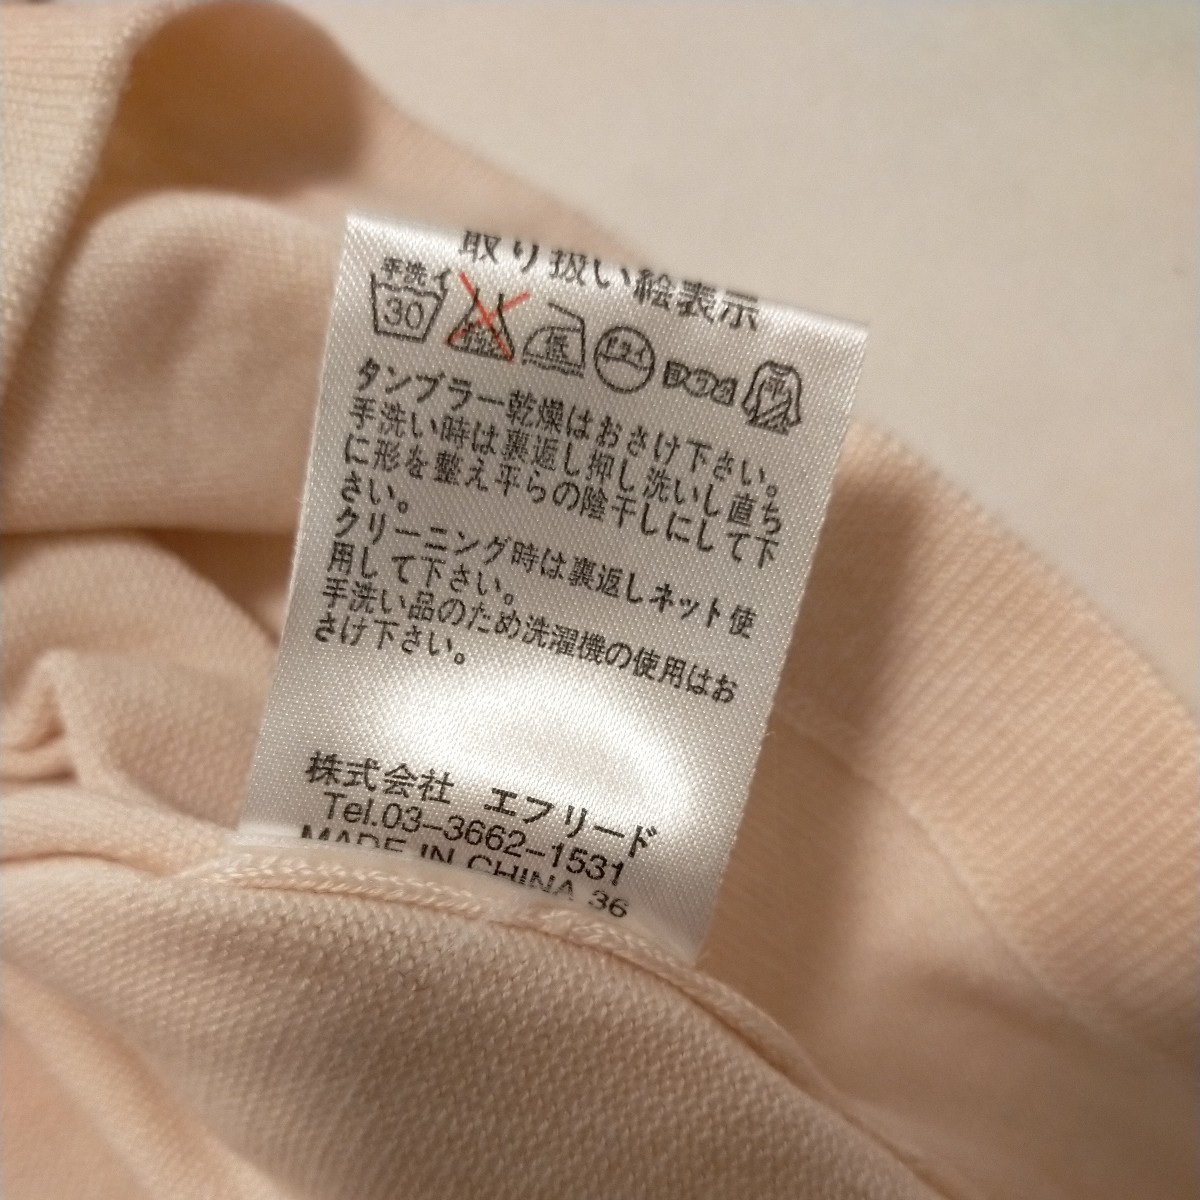 取り扱い絵表示
手洗イ
30
低
ドライ
平
タンブラー乾燥はおさけ下さい。
手洗い時は裏返し押し洗いし直ち
に形を整え平らの陰干しにして下
さい。
クリーニング時は裏返しネット使
用して下さい。
手洗い品のため洗濯機の使用はお
さけ下さい。
株式会社 エフリード
Tel.03-3662-1531
MADE IN CHINA 36